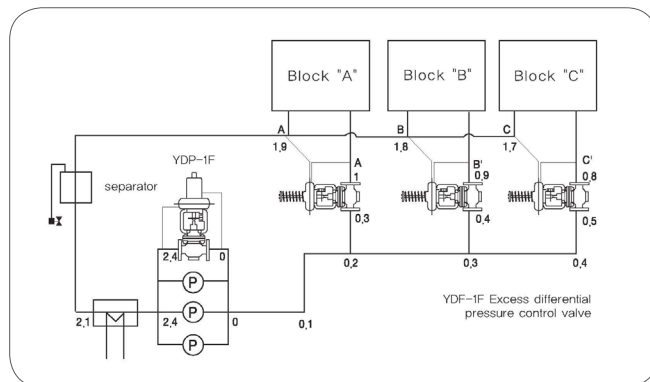 Block "A"
Block "B"
Block "C"
A
B
C
1,9
1,8
1,7
YDP-1F
separator
A
B'
C'
1
0,9
0,8
0,3
0,4
0,5
2,4
0
0,2
0,3
0,4
P
P
P
2,1
2,4
0
0,1
YDF-1F Excess differential
pressure control valve